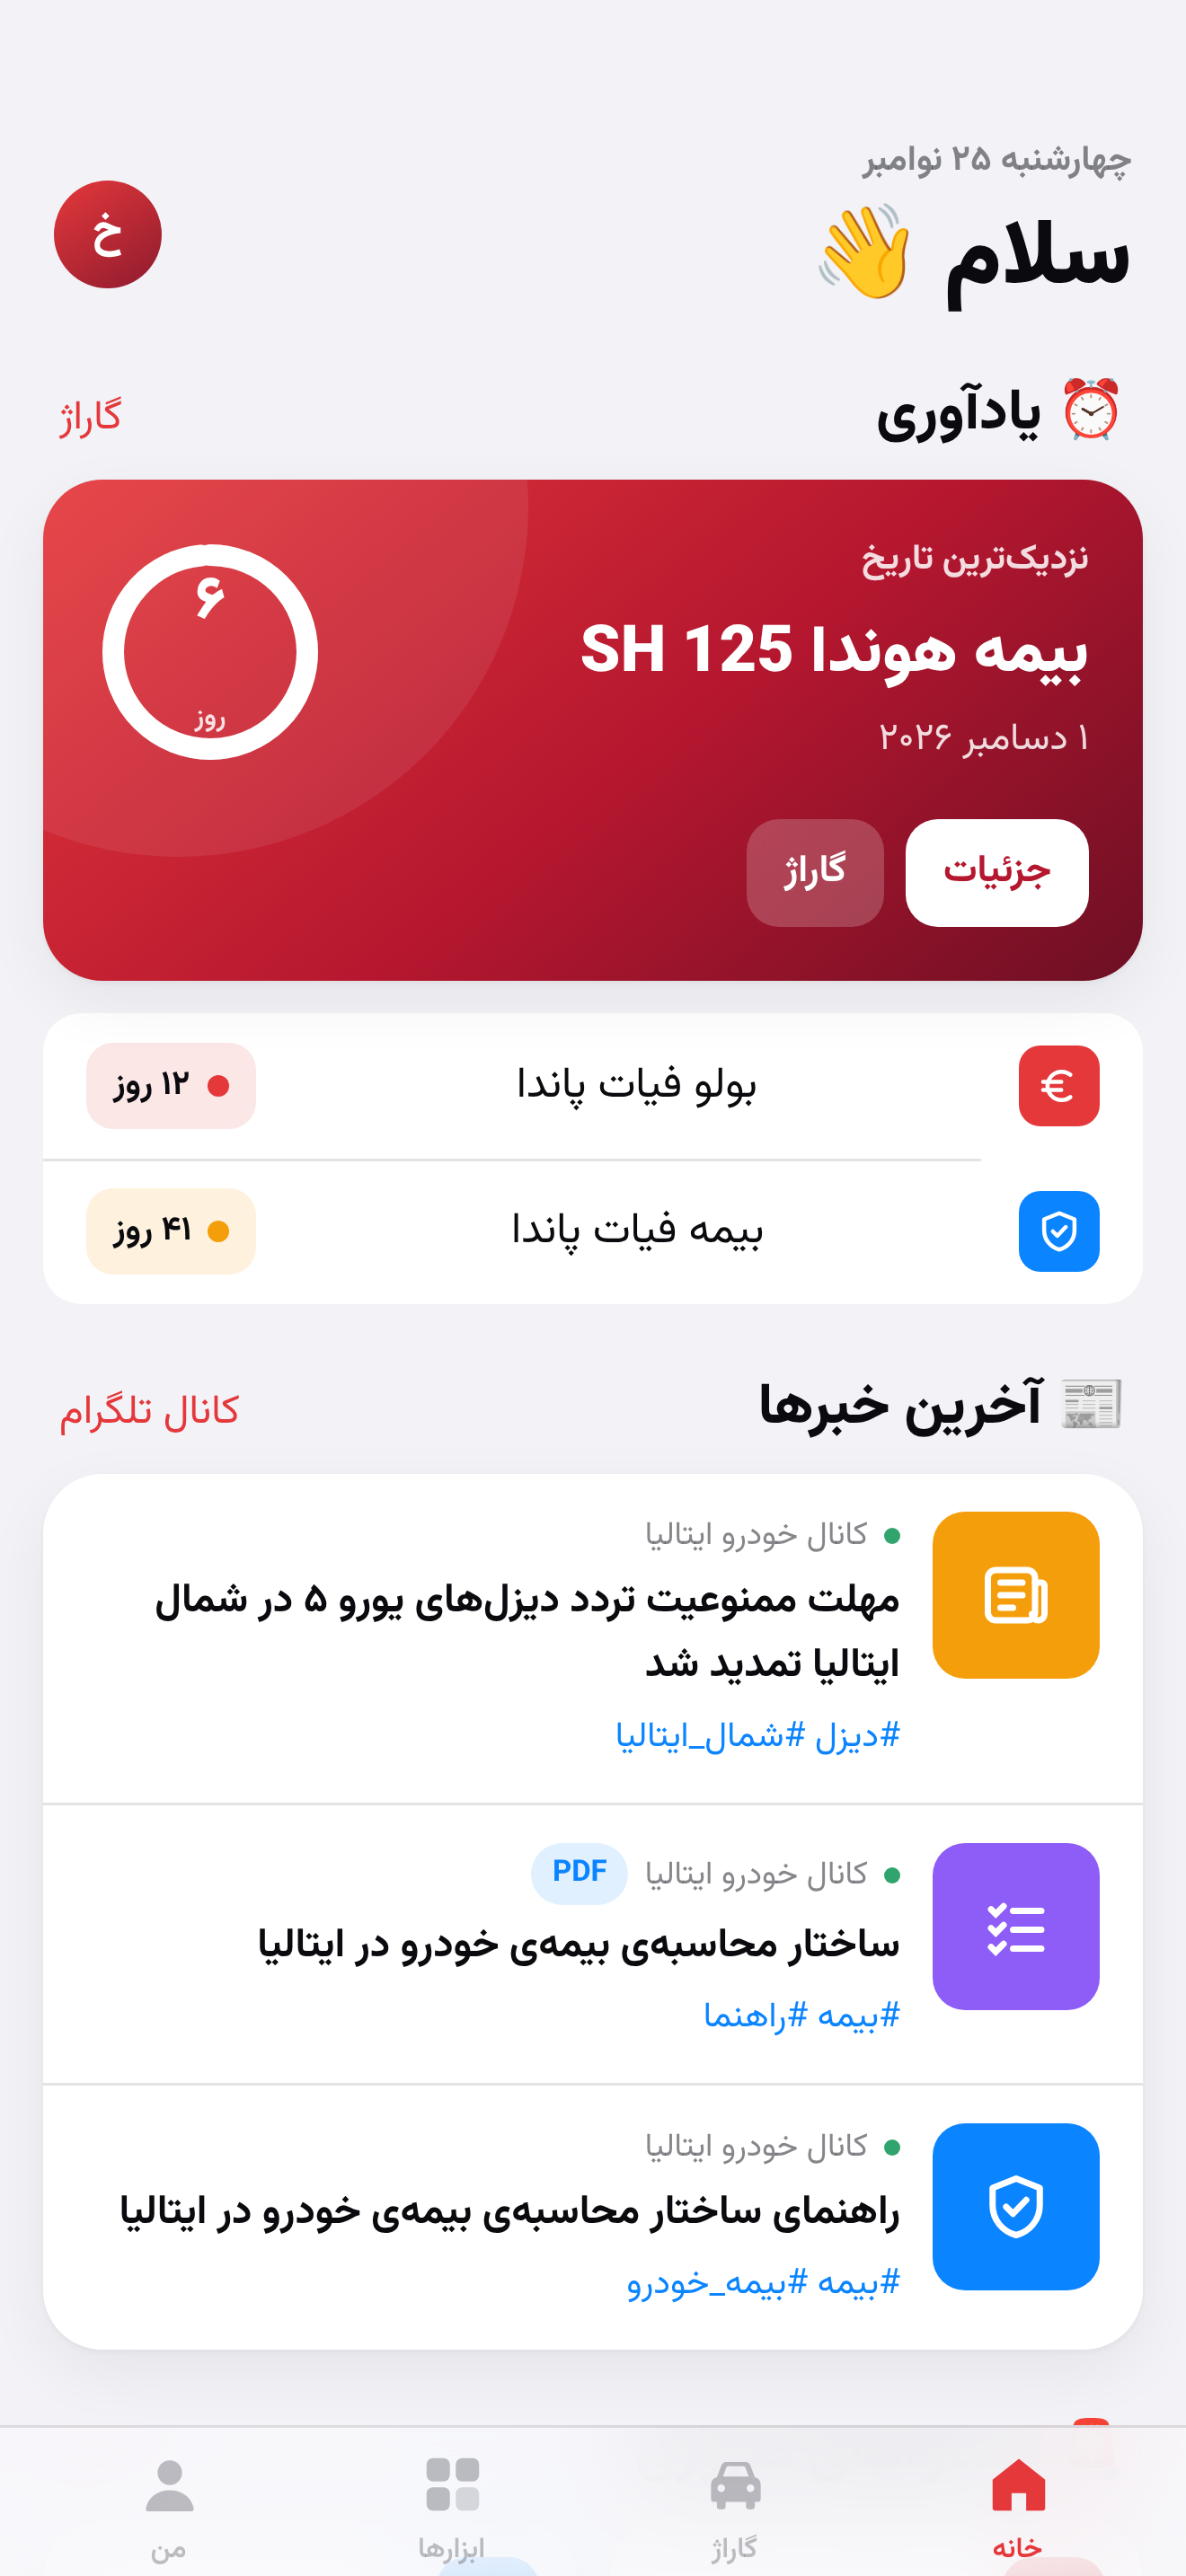 چهارشنبه ۲۵ نوامبر
سلام 👋
خ
⏰ یادآوری
گاراژ
نزدیک‌ترین تاریخ
بیمه هوندا SH 125
۱ دسامبر ۲۰۲۶
۶
روز
جزئیات
گاراژ
بولو فیات پاندا
۱۲ روز
بیمه فیات پاندا
۴۱ روز
📰 آخرین خبرها
کانال تلگرام
کانال خودرو ایتالیا
مهلت ممنوعیت تردد دیزل‌های یورو ۵ در شمال
ایتالیا تمدید شد
#دیزل #شمال_ایتالیا
کانال خودرو ایتالیا PDF
ساختار محاسبه‌ی بیمه‌ی خودرو در ایتالیا
#بیمه #راهنما
کانال خودرو ایتالیا
راهنمای ساختار محاسبه‌ی بیمه‌ی خودرو در ایتالیا
#بیمه #بیمه_خودرو
خانه
گاراژ
ابزارها
من